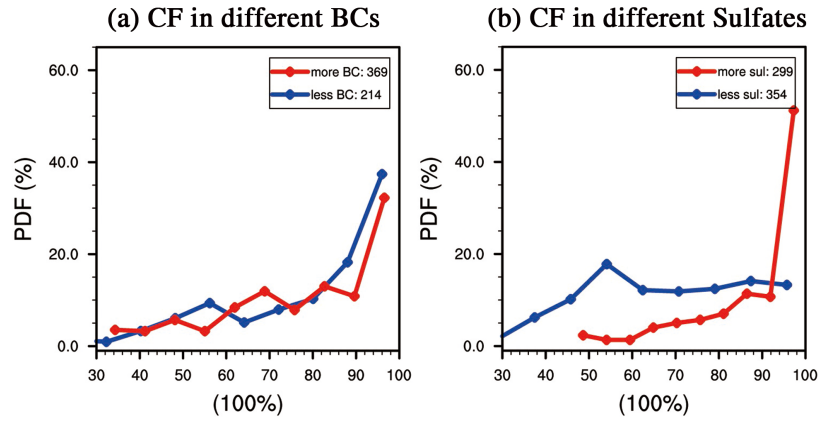 (a) CF in different BCs
60.0
40.0
20.0
0.0
PDF (%)
more BC: 369
less BC: 214
30 40 50 60 70 80 90 100
(100%)
(b) CF in different Sulfates
60.0
40.0
20.0
0.0
PDF (%)
more sul: 299
less sul: 354
30 40 50 60 70 80 90 100
(100%)